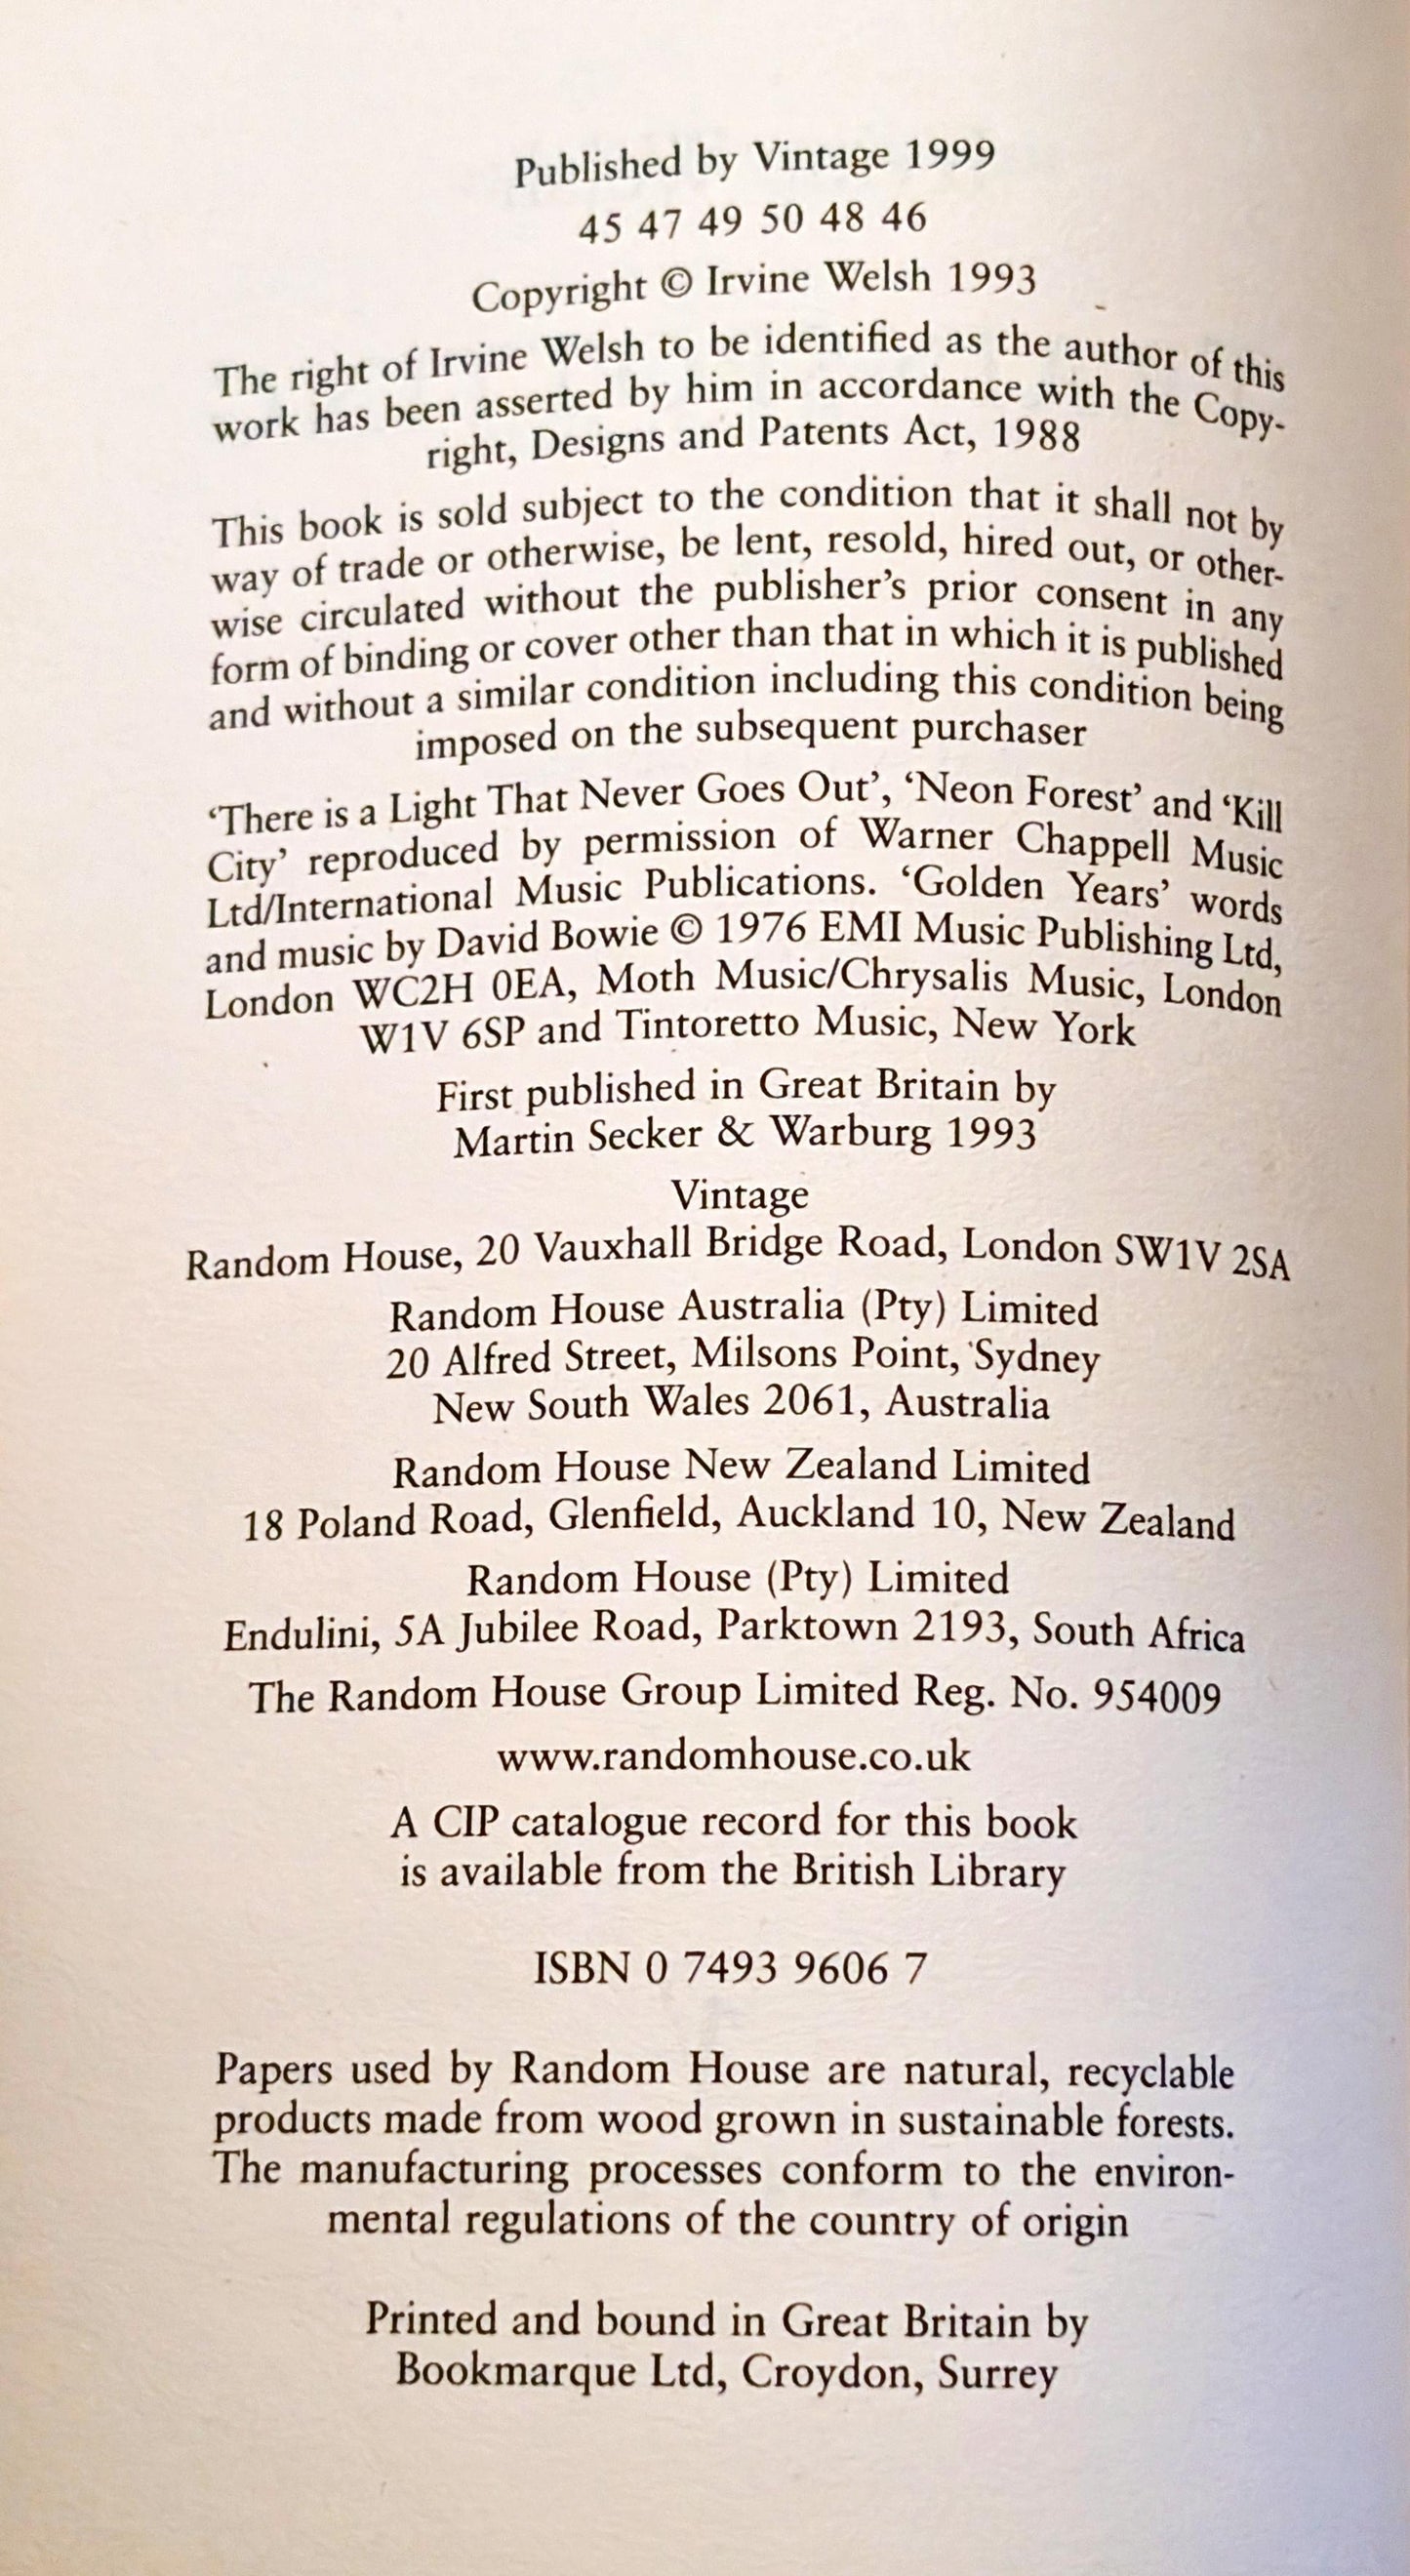 Published by Vintage 1999
45 47 49 50 48 46
Copyright © Irvine Welsh 1993
The right of Irvine Welsh to be identified as the author of this
work has been asserted by him in accordance with the Copy-
right, Designs and Patents Act, 1988
This book is sold subject to the condition that it shall not by
way of trade or otherwise, be lent, resold, hired out, or other-
wise circulated without the publisher’s prior consent in any
form of binding or cover other than that in which it is published
and without a similar condition including this condition being
imposed on the subsequent purchaser
‘There is a Light That Never Goes Out’, ‘Neon Forest’ and ‘Kill
City’ reproduced by permission of Warner Chappell Music
Ltd/International Music Publications. ‘Golden Years’ words
and music by David Bowie © 1976 EMI Music Publishing Ltd,
London WC2H 0EA, Moth Music/Chrysalis Music, London
W1V 6SP and Tintoretto Music, New York
First published in Great Britain by
Martin Secker & Warburg 1993
Vintage
Random House, 20 Vauxhall Bridge Road, London SW1V 2SA
Random House Australia (Pty) Limited
20 Alfred Street, Milsons Point, Sydney
New South Wales 2061, Australia
Random House New Zealand Limited
18 Poland Road, Glenfield, Auckland 10, New Zealand
Random House (Pty) Limited
Endulini, 5A Jubilee Road, Parktown 2193, South Africa
The Random House Group Limited Reg. No. 954009
www.randomhouse.co.uk
A CIP catalogue record for this book
is available from the British Library
ISBN 0 7493 9606 7
Papers used by Random House are natural, recyclable
products made from wood grown in sustainable forests.
The manufacturing processes conform to the environ-
mental regulations of the country of origin
Printed and bound in Great Britain by
Bookmarque Ltd, Croydon, Surrey